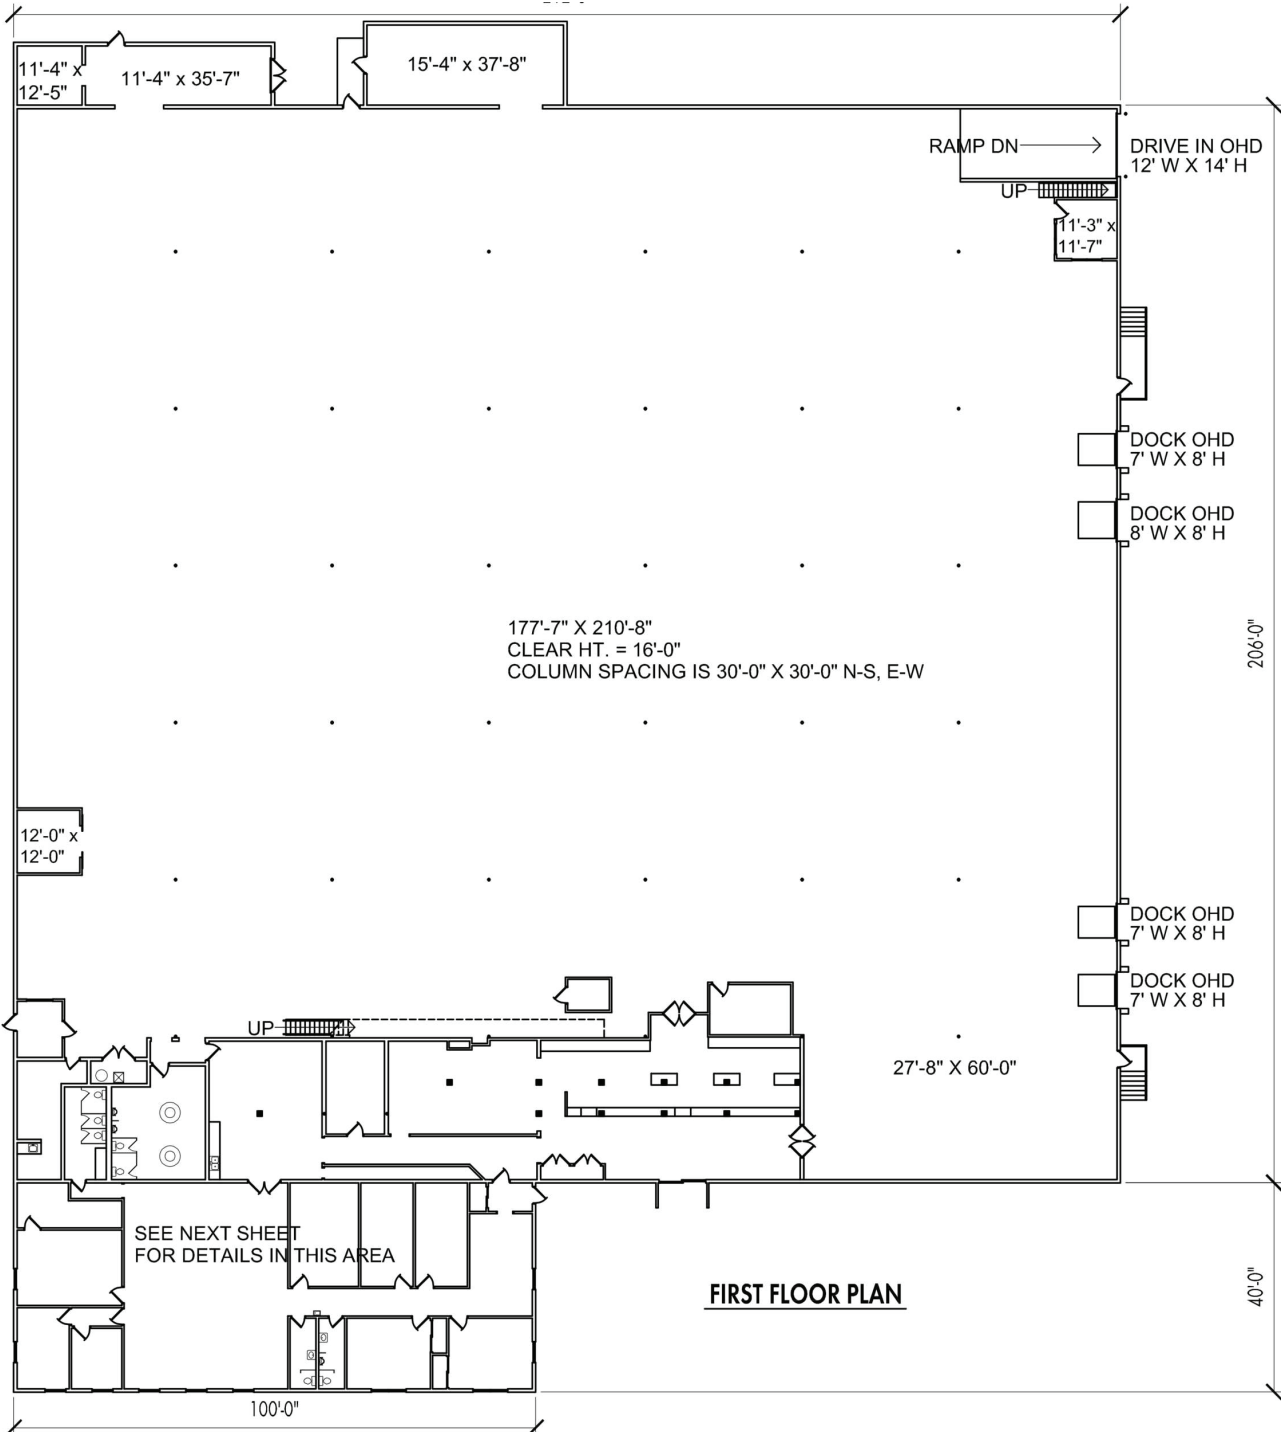 11'-4" x
12'-5"
11'-4" x 35'-7"
15'-4" x 37'-8"
RAMP DN
DRIVE IN OHD
12' W X 14' H
UP
11'-3" x
11'-7"
DOCK OHD
7' W X 8' H
DOCK OHD
8' W X 8' H
177'-7" X 210'-8"
CLEAR HT. = 16'-0"
COLUMN SPACING IS 30'-0" X 30'-0" N-S, E-W
206'-0"
12'-0" x
12'-0"
DOCK OHD
7' W X 8' H
DOCK OHD
7' W X 8' H
UP
27'-8" X 60'-0"
SEE NEXT SHEET
FOR DETAILS IN THIS AREA
FIRST FLOOR PLAN
40'-0"
100'-0"